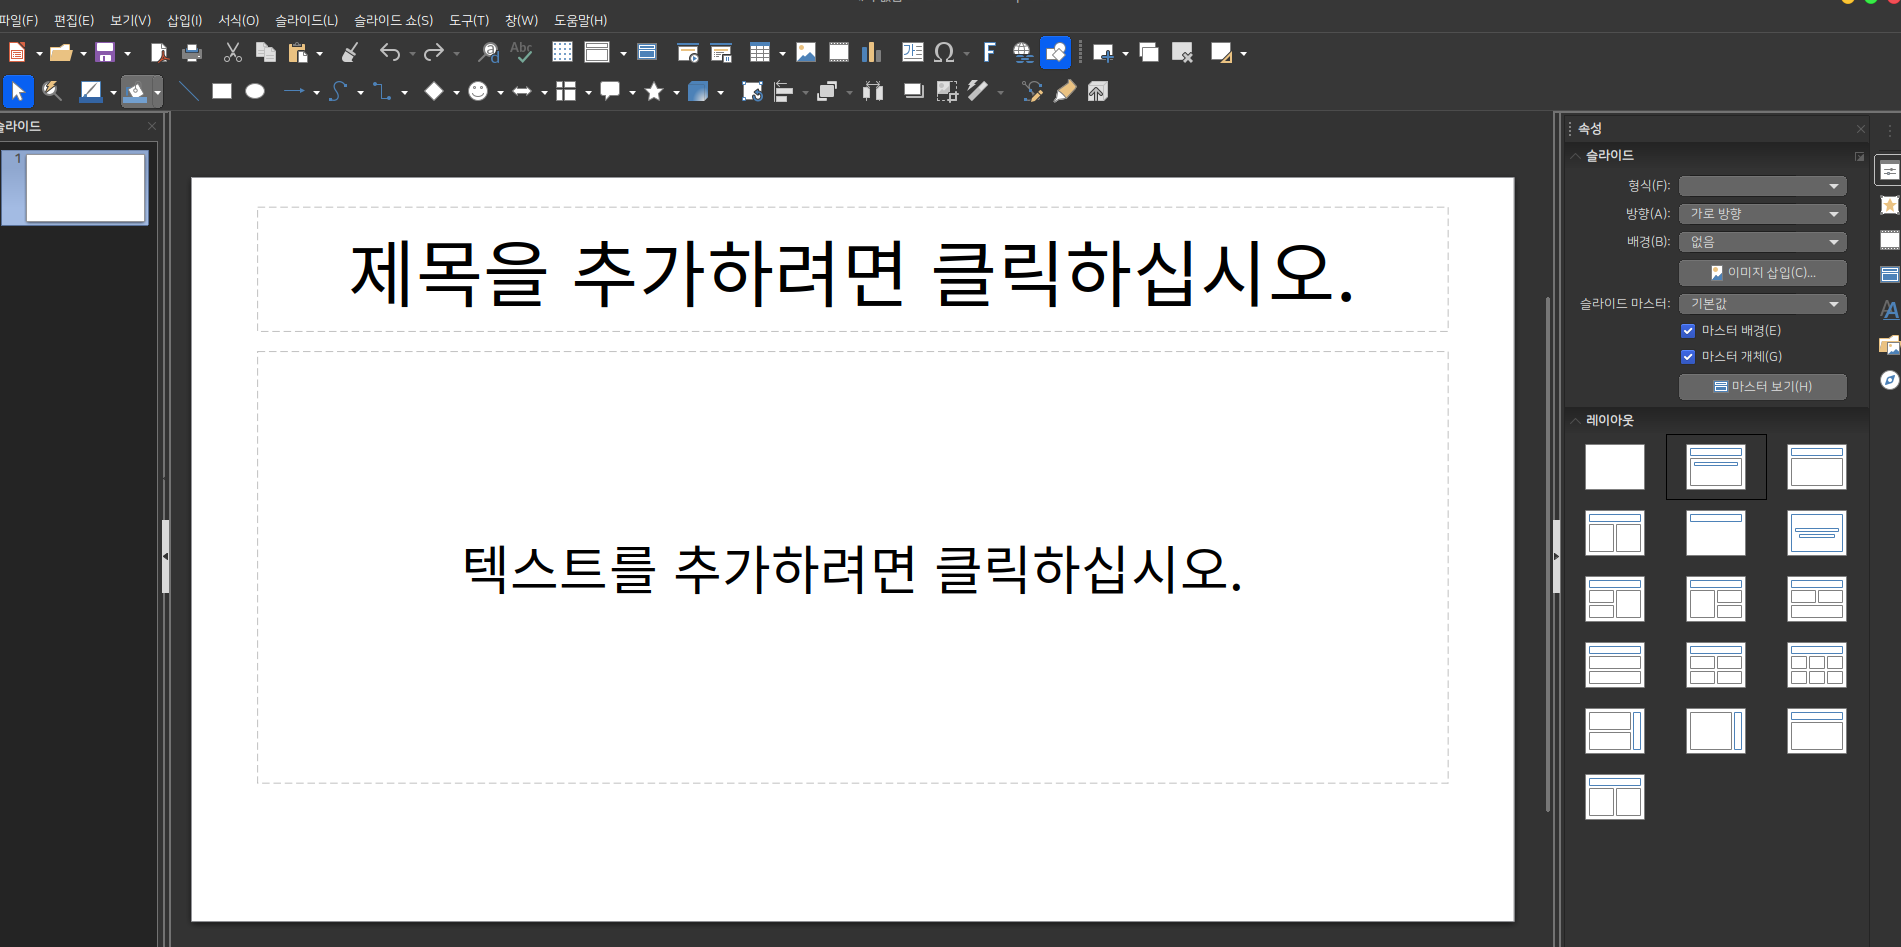 파일(F) 편집(E) 보기(V) 삽입(I) 서식(O) 슬라이드(L) 슬라이드 쇼(S) 도구(T) 창(W) 도움말(H)
슬라이드
1
제목을 추가하려면 클릭하십시오.
텍스트를 추가하려면 클릭하십시오.
속성
슬라이드
형식(F):
방향(A): 가로 방향
배경(B): 없음
이미지 삽입(C)...
슬라이드 마스터: 기본값
마스터 배경(E)
마스터 개체(G)
마스터 보기(H)
레이아웃